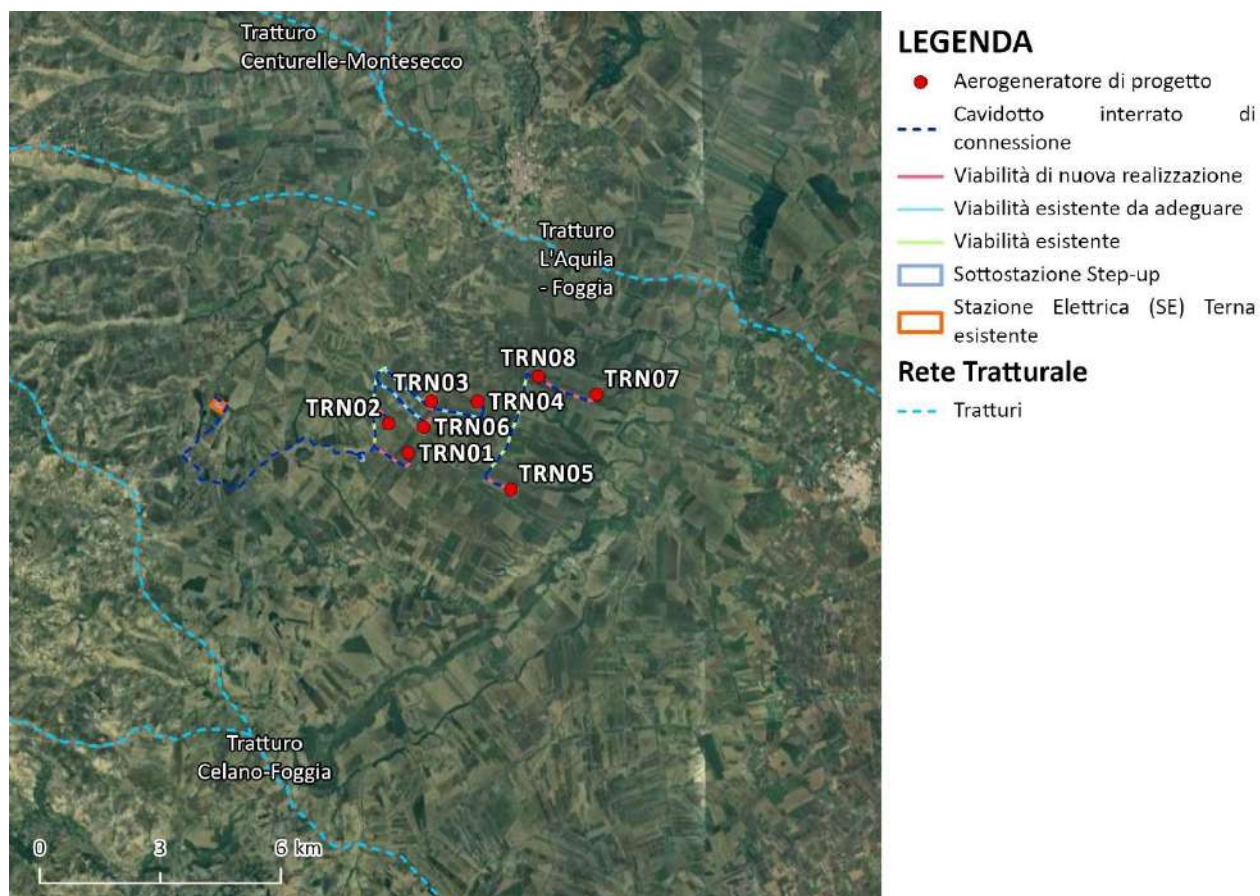 Tratturo
Centurelle-Montesecco
Tratturo
L'Aquila
- Foggia
TRN08
TRN07
TRN03
TRN04
TRN02
TRN06
TRN01
TRN05
Tratturo
Celano-Foggia
0 3 6 km
LEGENDA
Aerogeneratore di progetto
Cavidotto interrato di
connessione
Viabilità di nuova realizzazione
Viabilità esistente da adeguare
Viabilità esistente
Sottostazione Step-up
Stazione Elettrica (SE) Terna
esistente
Rete Tratturale
Tratturi